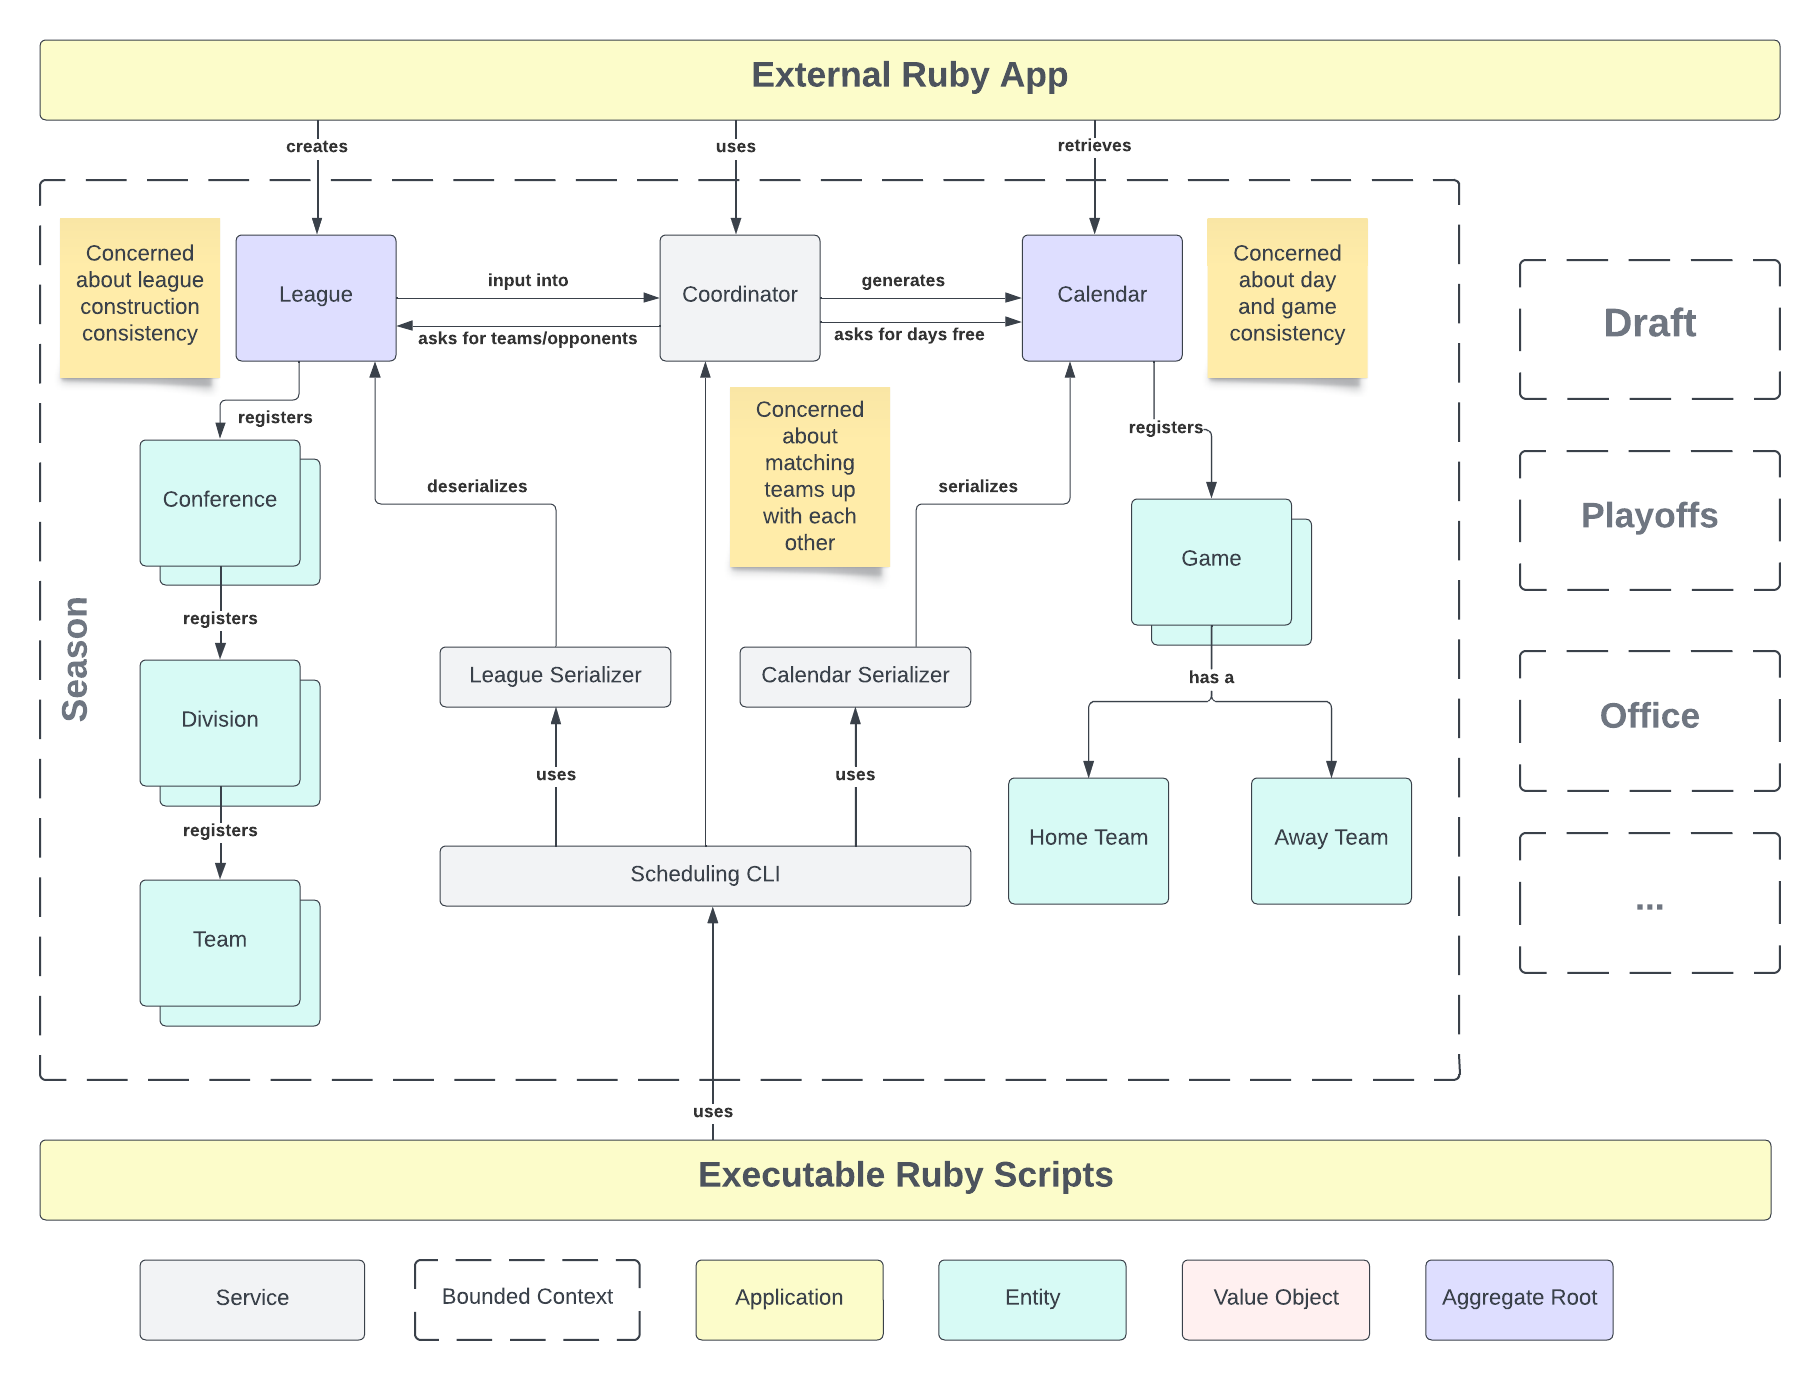 External Ruby App
creates
uses
retrieves
Concerned
about league
construction
consistency
League
input into
asks for teams/opponents
Coordinator
generates
asks for days free
Calendar
Concerned
about day
and game
consistency
Draft
registers
Concerned
about
matching
teams up
with each
other
registers
Conference
deserializes
serializes
Game
Playoffs
registers
Season
League Serializer
Calendar Serializer
has a
Division
Office
uses
uses
registers
Home Team
Away Team
Scheduling CLI
Team
...
uses
Executable Ruby Scripts
Service
Bounded Context
Application
Entity
Value Object
Aggregate Root